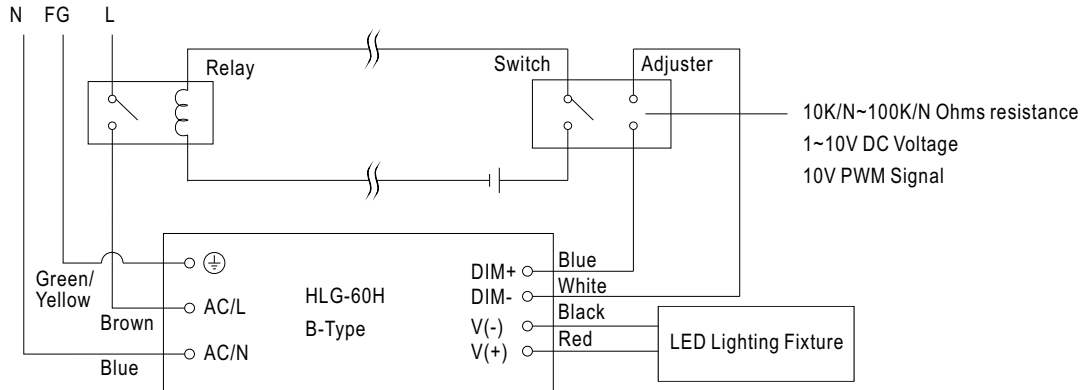 N FG L
Relay
Switch
Adjuster
10K/N~100K/N Ohms resistance
1~10V DC Voltage
10V PWM Signal
Green/
Yellow
Brown
Blue
AC/L
AC/N
HLG-60H
B-Type
DIM+
DIM-
V(-)
V(+)
Blue
White
Black
Red
LED Lighting Fixture